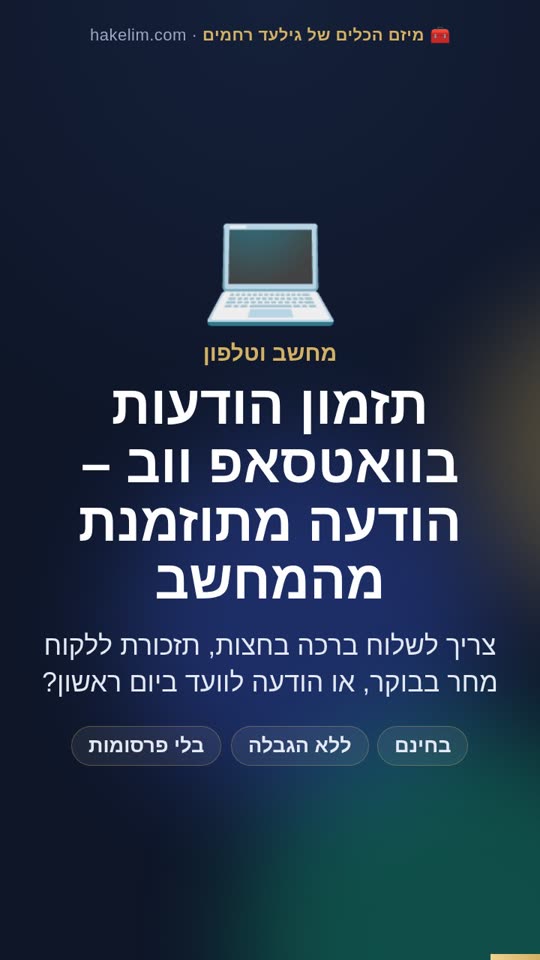 🧰 מיזם הכלים של גילעד רחמים · hakelim.com
מחשב וטלפון
תזמון הודעות
בוואטסאפ ווב –
הודעה מתוזמנת
מהמחשב
צריך לשלוח ברכה בחצות, תזכורת ללקוח
מחר בבוקר, או הודעה לוועד ביום ראשון?
בחינם
ללא הגבלה
בלי פרסומות